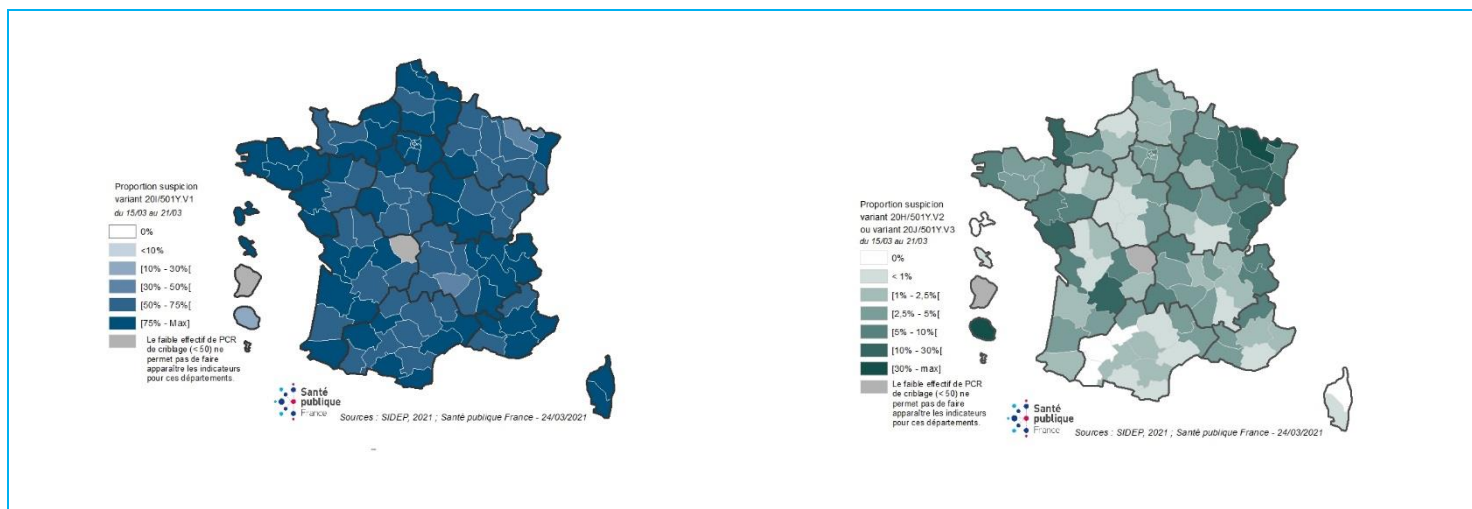 Proportion suspicion
variant 20I/501Y.V1
du 15/03 au 21/03
0%
<10%
[10% - 30%[
[30% - 50%[
[50% - 75%[
[75% - Max]
Le faible effectif de PCR
de criblage (< 50) ne
permet pas de faire
apparaître les indicateurs
pour ces départements.
Santé
publique
France
Sources : SIDEP, 2021 ; Santé publique France - 24/03/2021
Proportion suspicion
variant 20H/501Y.V2
ou variant 20J/501Y.V3
du 15/03 au 21/03
0%
< 1%
[1% - 2,5%[
[2,5% - 5%[
[5% - 10%[
[10% - 30%[
[30% - max]
Le faible effectif de PCR
de criblage (< 50) ne
permet pas de faire
apparaître les indicateurs
pour ces départements.
Santé
publique
France
Sources : SIDEP, 2021 ; Santé publique France - 24/03/2021